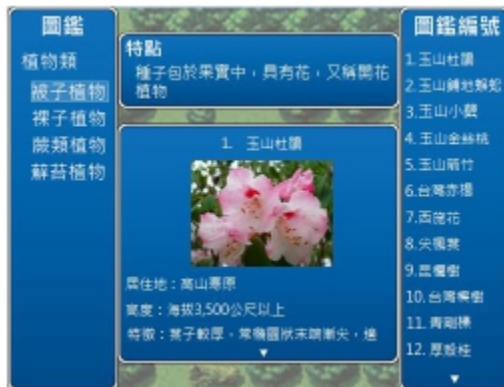 圖鑑
植物類
被子植物
裸子植物
蕨類植物
蘚苔植物
特點
種子包於果實中，具有花，又稱開花
植物
1. 玉山杜鵑
居住地：高山寒原
高度：海拔3,500公尺以上
特徵：葉子較厚，常橢圓狀末端漸尖，邊
▼
圖鑑編號
1.玉山杜鵑
2.玉山鋪地蜈蚣
3.玉山小蘗
4.玉山金絲桃
5.玉山箭竹
6.台灣赤楊
7.西施花
8.尖楓葉
9.昆欄樹
10.台灣檫樹
11.青剛櫟
12.厚殼桂
▼